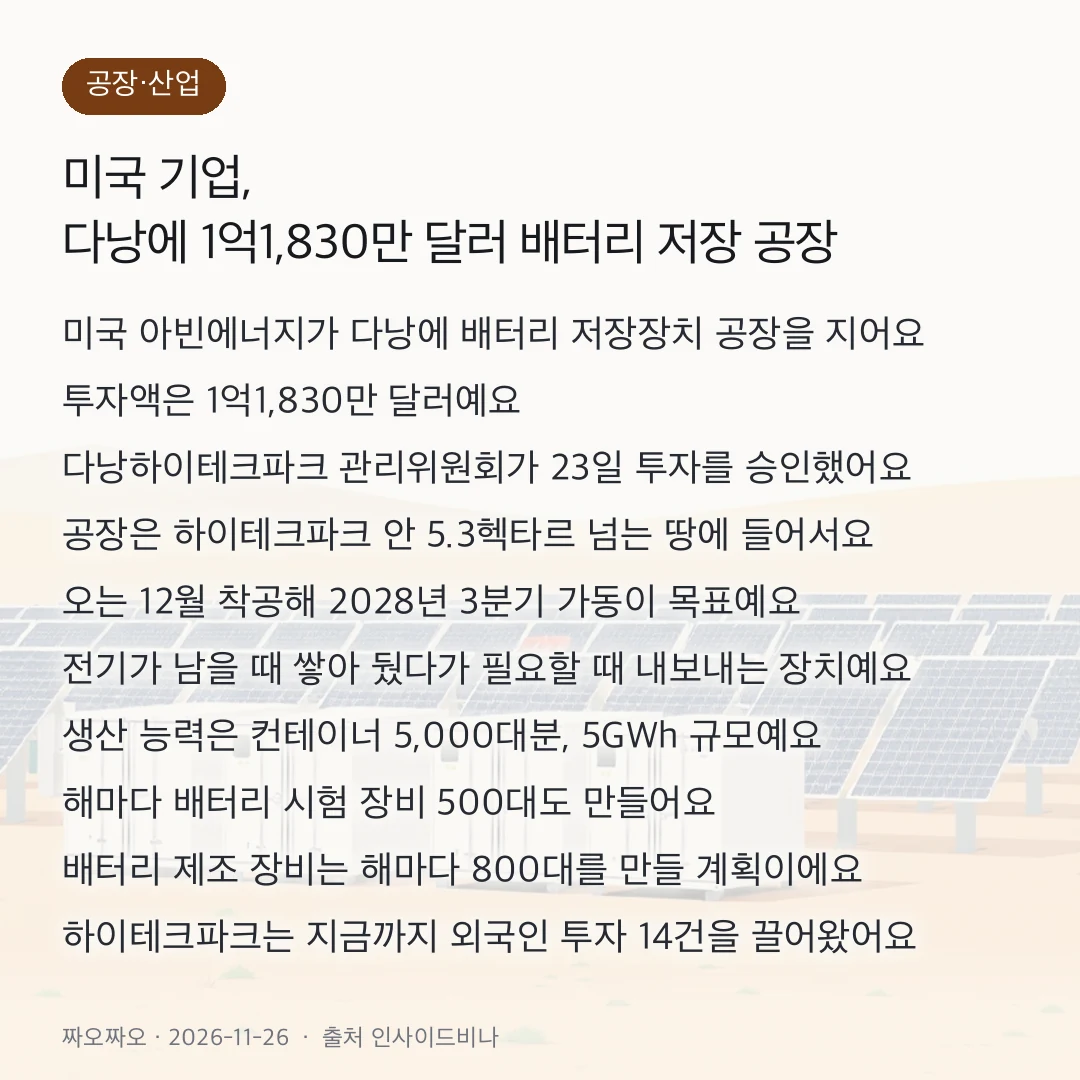 공장·산업
미국 기업,
다낭에 1억1,830만 달러 배터리 저장 공장
미국 아빈에너지가 다낭에 배터리 저장장치 공장을 지어요
투자액은 1억1,830만 달러예요
다낭하이테크파크 관리위원회가 23일 투자를 승인했어요
공장은 하이테크파크 안 5.3헥타르 넘는 땅에 들어서요
오는 12월 착공해 2028년 3분기 가동이 목표예요
전기가 남을 때 쌓아 뒀다가 필요할 때 내보내는 장치예요
생산 능력은 컨테이너 5,000대분, 5GWh 규모예요
해마다 배터리 시험 장비 500대도 만들어요
배터리 제조 장비는 해마다 800대를 만들 계획이에요
하이테크파크는 지금까지 외국인 투자 14건을 끌어왔어요
짜오짜오 · 2026-11-26 · 출처 인사이드비나